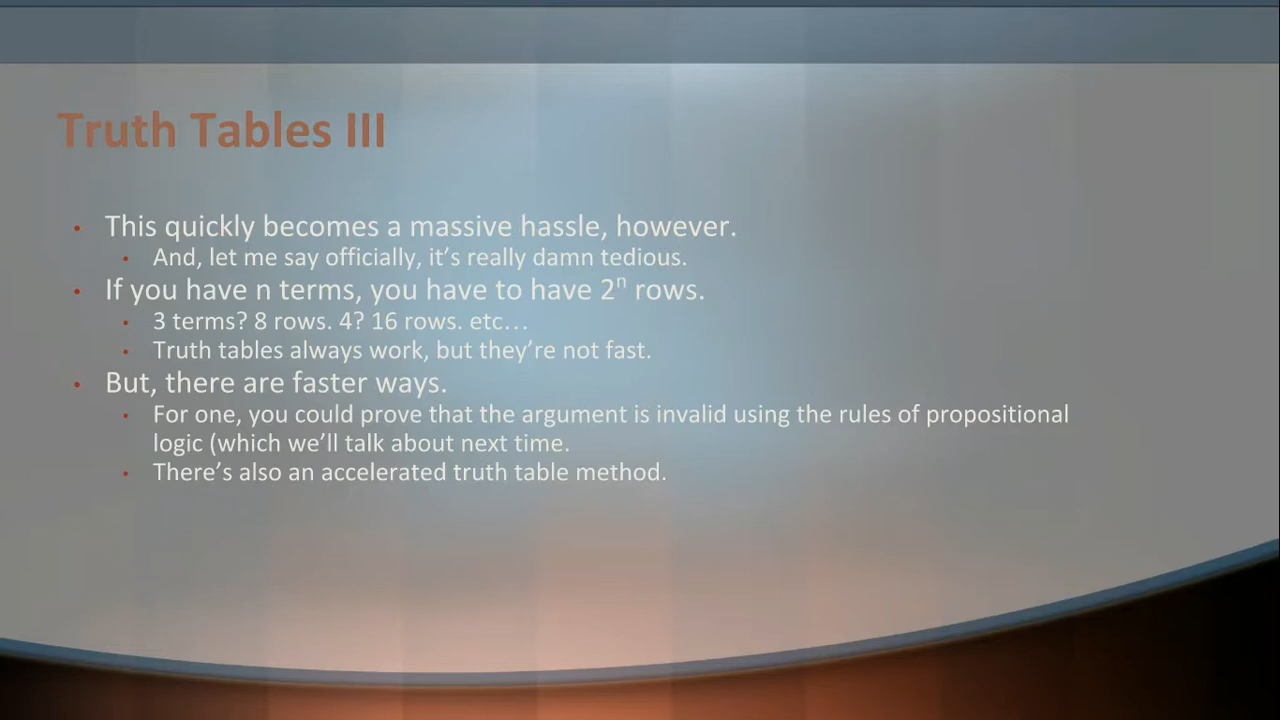 Truth Tables III
• This quickly becomes a massive hassle, however.
• And, let me say officially, it’s really damn tedious.
• If you have n terms, you have to have 2ⁿ rows.
• 3 terms? 8 rows. 4? 16 rows. etc…
• Truth tables always work, but they’re not fast.
• But, there are faster ways.
• For one, you could prove that the argument is invalid using the rules of propositional
logic (which we’ll talk about next time.
• There’s also an accelerated truth table method.